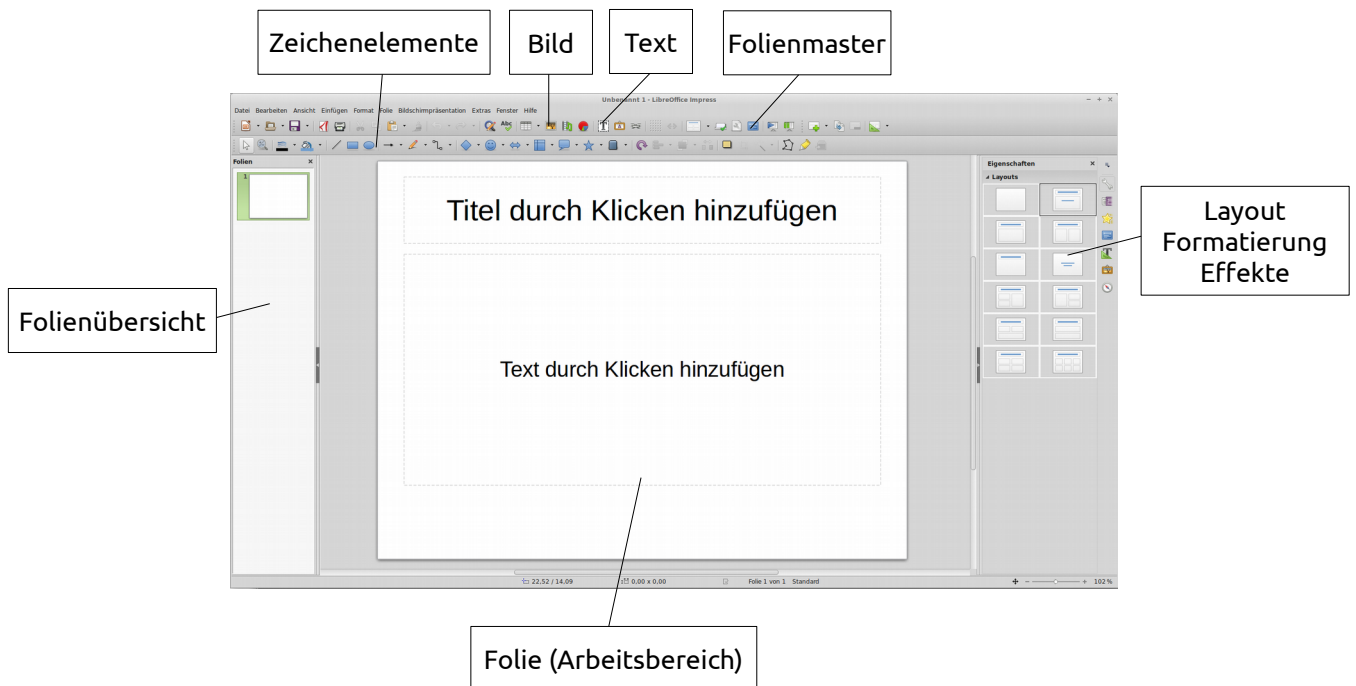 Zeichenelemente
Bild
Text
Folienmaster
Unbenannt 1 - LibreOffice Impress
Datei Bearbeiten Ansicht Einfügen Format Folie Bildschirmpräsentation Extras Fenster Hilfe
Folien
1
Titel durch Klicken hinzufügen
Text durch Klicken hinzufügen
Eigenschaften
Layouts
Layout
Formatierung
Effekte
Folienübersicht
22,52 / 14,09 0,00 x 0,00 Folie 1 von 1 Standard 102 %
Folie (Arbeitsbereich)